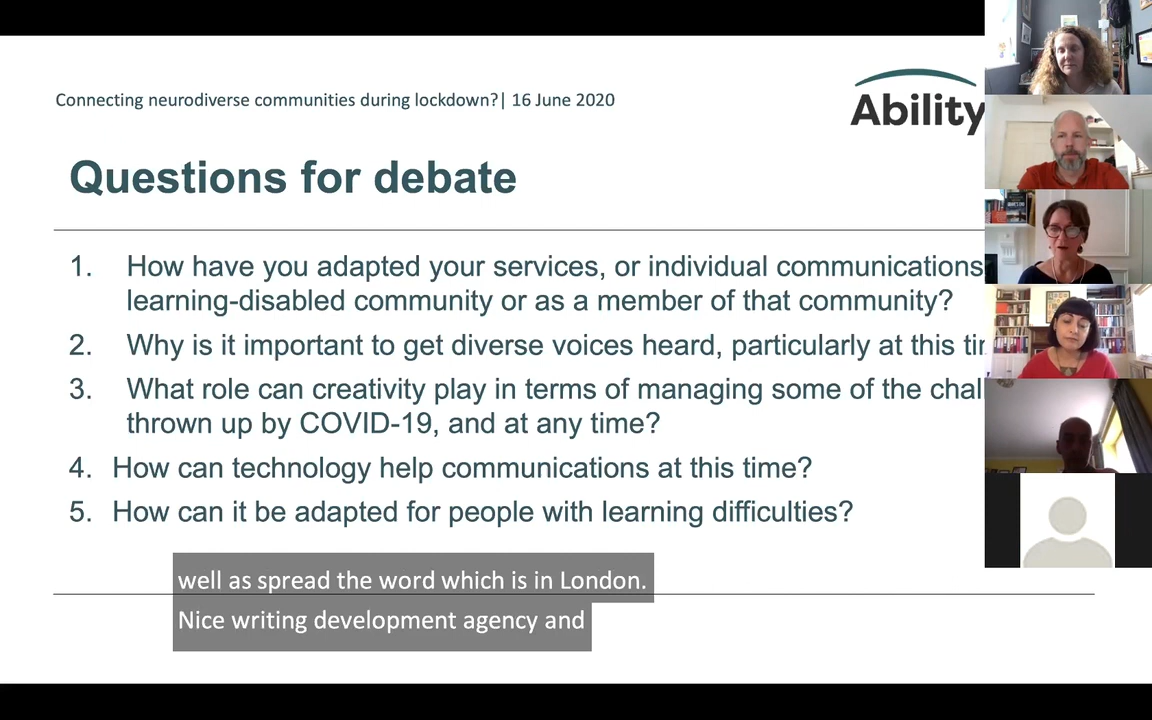 Connecting neurodiverse communities during lockdown?| 16 June 2020
Ability
Questions for debate
1. How have you adapted your services, or individual communications
learning-disabled community or as a member of that community?
2. Why is it important to get diverse voices heard, particularly at this
3. What role can creativity play in terms of managing some of the
thrown up by COVID-19, and at any time?
4. How can technology help communications at this time?
5. How can it be adapted for people with learning difficulties?
well as spread the word which is in London.
Nice writing development agency and